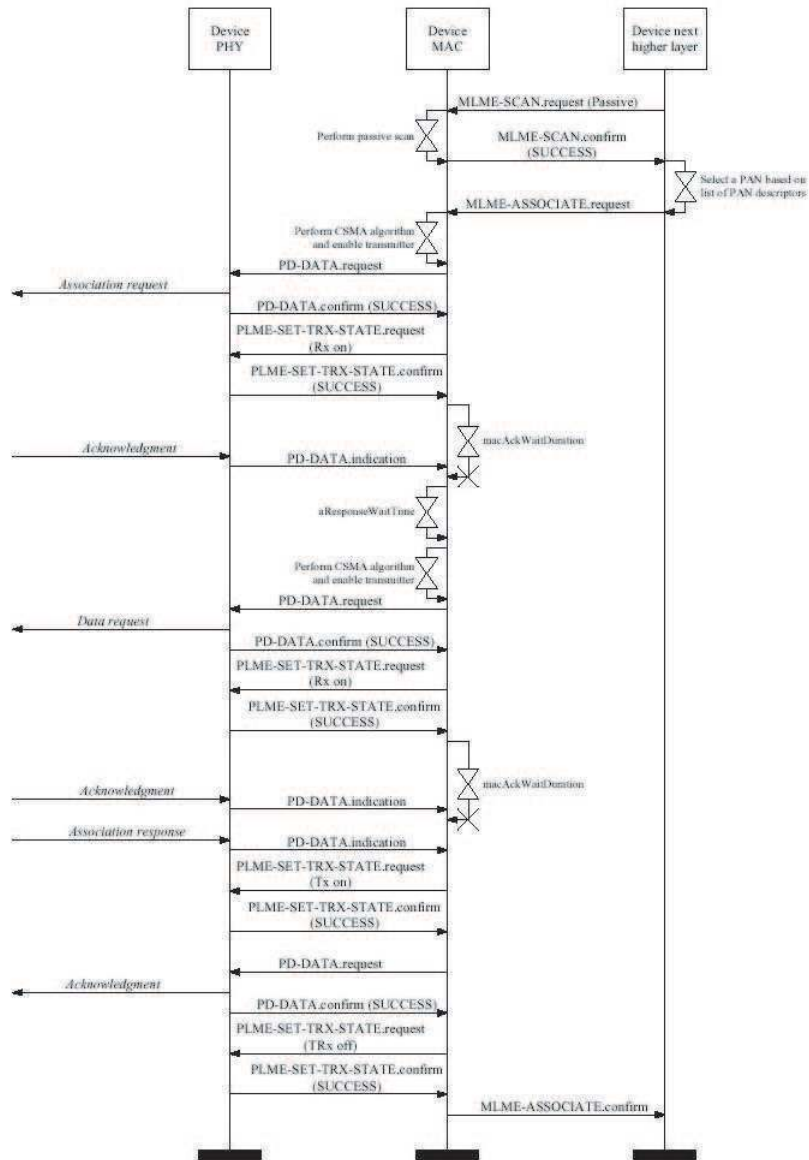 Device
PHY
Device
MAC
Device next
higher layer
MLME-SCAN.request (Passive)
Perform passive scan
MLME-SCAN.confirm
(SUCCESS)
Select a PAN based on
list of PAN descriptors
MLME-ASSOCIATE.request
Perform CSMA algorithm
and enable transmitter
PD-DATA.request
Association request
PD-DATA.confirm (SUCCESS)
PLME-SET-TRX-STATE.request
(Rx on)
PLME-SET-TRX-STATE.confirm
(SUCCESS)
macAckWaitDuration
Acknowledgment
PD-DATA.indication
aResponseWaitTime
Perform CSMA algorithm
and enable transmitter
PD-DATA.request
Data request
PD-DATA.confirm (SUCCESS)
PLME-SET-TRX-STATE.request
(Rx on)
PLME-SET-TRX-STATE.confirm
(SUCCESS)
macAckWaitDuration
Acknowledgment
PD-DATA.indication
Association response
PD-DATA.indication
PLME-SET-TRX-STATE.request
(Tx on)
PLME-SET-TRX-STATE.confirm
(SUCCESS)
PD-DATA.request
Acknowledgment
PD-DATA.confirm (SUCCESS)
PLME-SET-TRX-STATE.request
(TRx off)
PLME-SET-TRX-STATE.confirm
(SUCCESS)
MLME-ASSOCIATE.confirm